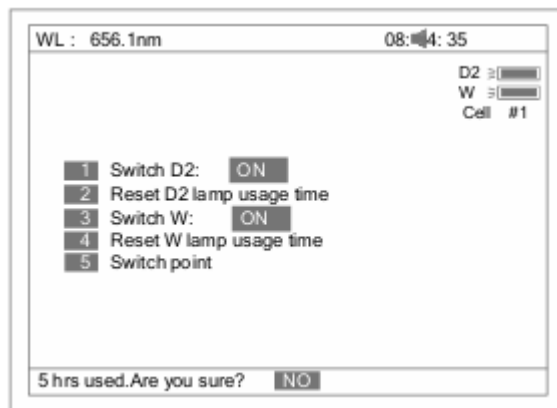 WL : 656.1nm 08: 4: 35
D2
W
Cell #1
1 Switch D2: ON
2 Reset D2 lamp usage time
3 Switch W: ON
4 Reset W lamp usage time
5 Switch point
5 hrs used.Are you sure? NO